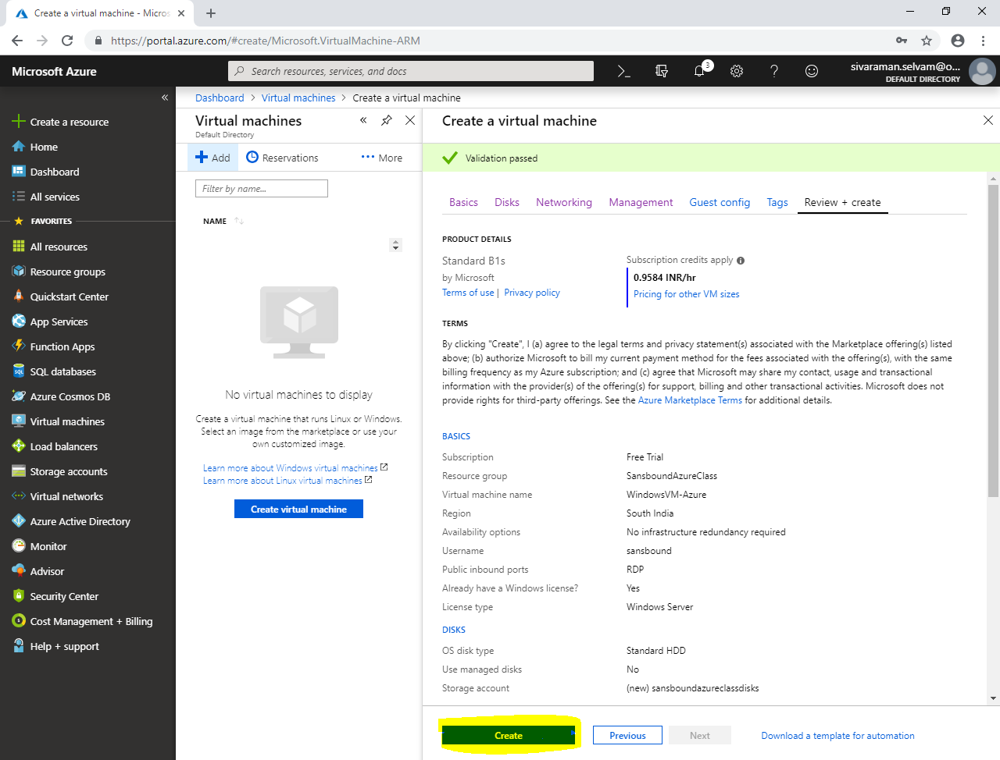 Create a virtual machine - Micros
https://portal.azure.com/#create/Microsoft.VirtualMachine-ARM
Microsoft Azure
Search resources, services, and docs
3
sivaraman.selvam@o...
DEFAULT DIRECTORY
Create a resource
Home
Dashboard
All services
FAVORITES
All resources
Resource groups
Quickstart Center
App Services
Function Apps
SQL databases
Azure Cosmos DB
Virtual machines
Load balancers
Storage accounts
Virtual networks
Azure Active Directory
Monitor
Advisor
Security Center
Cost Management + Billing
Help + support
Dashboard > Virtual machines > Create a virtual machine
Virtual machines
Default Directory
Add
Reservations
More
Filter by name...
NAME
No virtual machines to display
Create a virtual machine that runs Linux or Windows.
Select an image from the marketplace or use your
own customized image.
Learn more about Windows virtual machines
Learn more about Linux virtual machines
Create virtual machine
Create a virtual machine
Validation passed
Basics Disks Networking Management Guest config Tags Review + create
PRODUCT DETAILS
Standard B1s
by Microsoft
Terms of use | Privacy policy
Subscription credits apply
0.9584 INR/hr
Pricing for other VM sizes
TERMS
By clicking "Create", I (a) agree to the legal terms and privacy statement(s) associated with the Marketplace offering(s) listed
above; (b) authorize Microsoft to bill my current payment method for the fees associated with the offering(s), with the same
billing frequency as my Azure subscription; and (c) agree that Microsoft may share my contact, usage and transactional
information with the provider(s) of the offering(s) for support, billing and other transactional activities. Microsoft does not
provide rights for third-party offerings. See the Azure Marketplace Terms for additional details.
BASICS
Subscription Free Trial
Resource group SansboundAzureClass
Virtual machine name WindowsVM-Azure
Region South India
Availability options No infrastructure redundancy required
Username sansbound
Public inbound ports RDP
Already have a Windows license? Yes
License type Windows Server
DISKS
OS disk type Standard HDD
Use managed disks No
Storage account (new) sansboundazureclassdisks
Create
Previous
Next
Download a template for automation